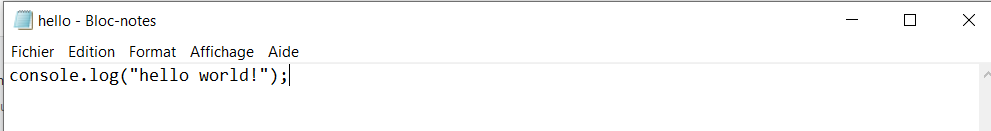 hello - Bloc-notes
Fichier Edition Format Affichage Aide
console.log("hello world!");